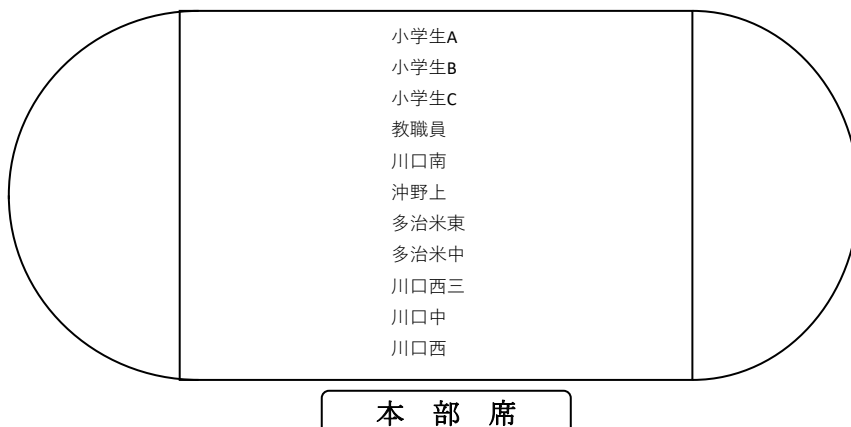 小学生A
小学生B
小学生C
教職員
川口南
沖野上
多治米東
多治米中
川口西三
川口中
川口西
本 部 席